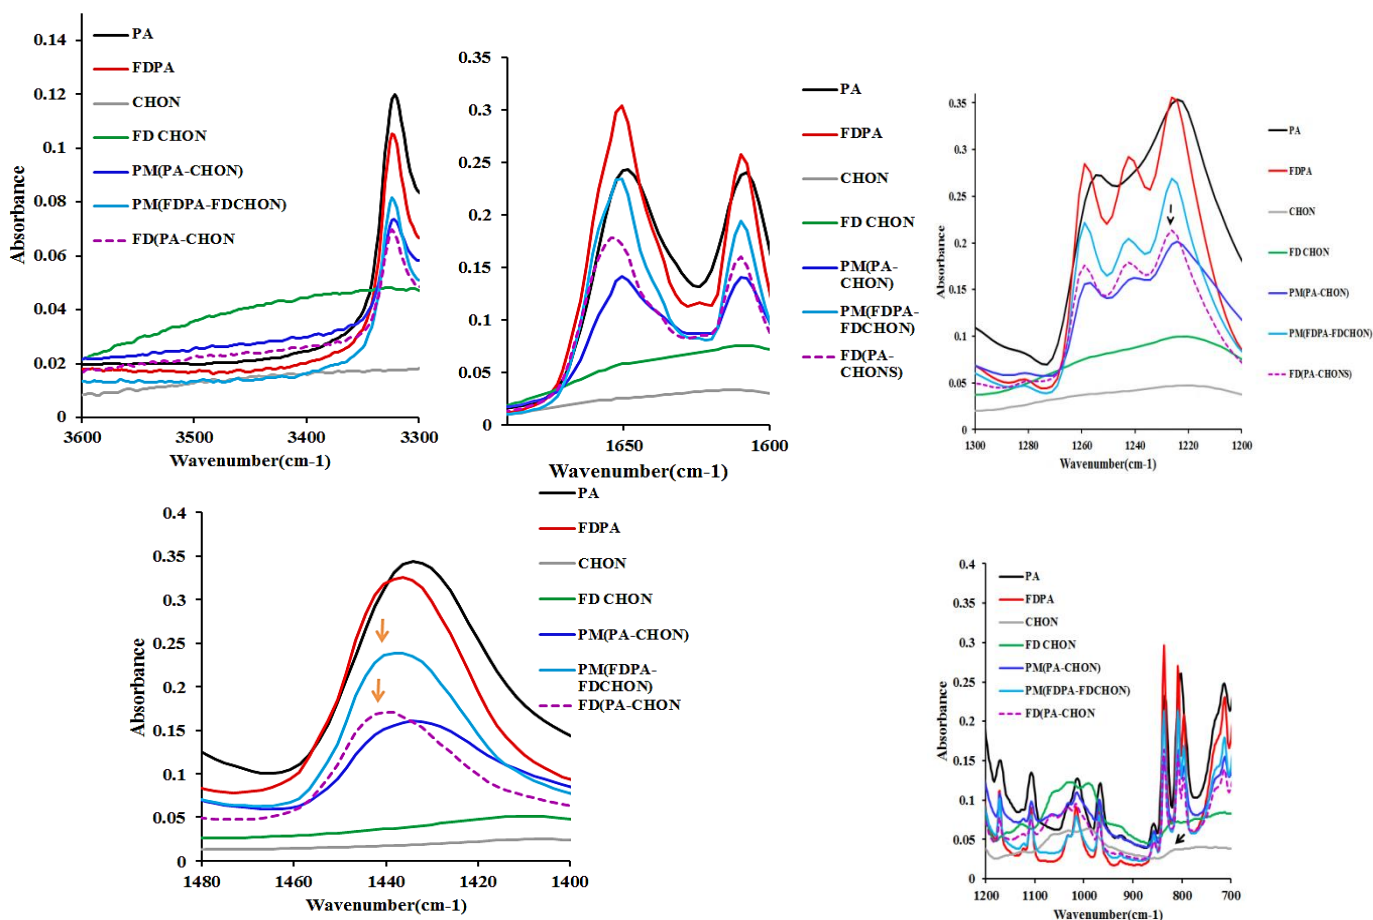 0.14
0.12
0.1
0.08
0.06
0.04
0.02
0
Absorbance
3600
3500
3400
3300
Wavenumber(cm-1)
PA
FDPA
CHON
FD CHON
PM(PA-CHON)
PM(FDPA-FDCHON)
FD(PA-CHON
0.35
0.3
0.25
0.2
0.15
0.1
0.05
0
1650
1600
Wavenumber(cm-1)
PA
FDPA
CHON
FD CHON
PM(PA-
CHON)
PM(FDPA-
FDCHON)
FD(PA-
CHONS)
0.35
0.3
0.25
0.2
0.15
0.1
0.05
0
Absorbance
1300
1280
1260
1240
1220
1200
Wavenumber(cm-1)
PA
FDPA
CHON
FD CHON
PM(PA-CHON)
PM(FDPA-FDCHON)
FD(PA-CHONS)
0.4
0.35
0.3
0.25
0.2
0.15
0.1
0.05
0
Absorbance
1480
1460
1440
1420
1400
Wavenumber(cm-1)
PA
FDPA
CHON
FD CHON
PM(PA-CHON)
PM(FDPA-
FDCHON)
FD(PA-CHON
0.4
0.35
0.3
0.25
0.2
0.15
0.1
0.05
0
Absorbance
1200
1100
1000
900
800
700
Wavenumber(cm-1)
PA
FDPA
CHON
FD CHON
PM(PA-CHON)
PM(FDPA-FDCHON)
FD(PA-CHON